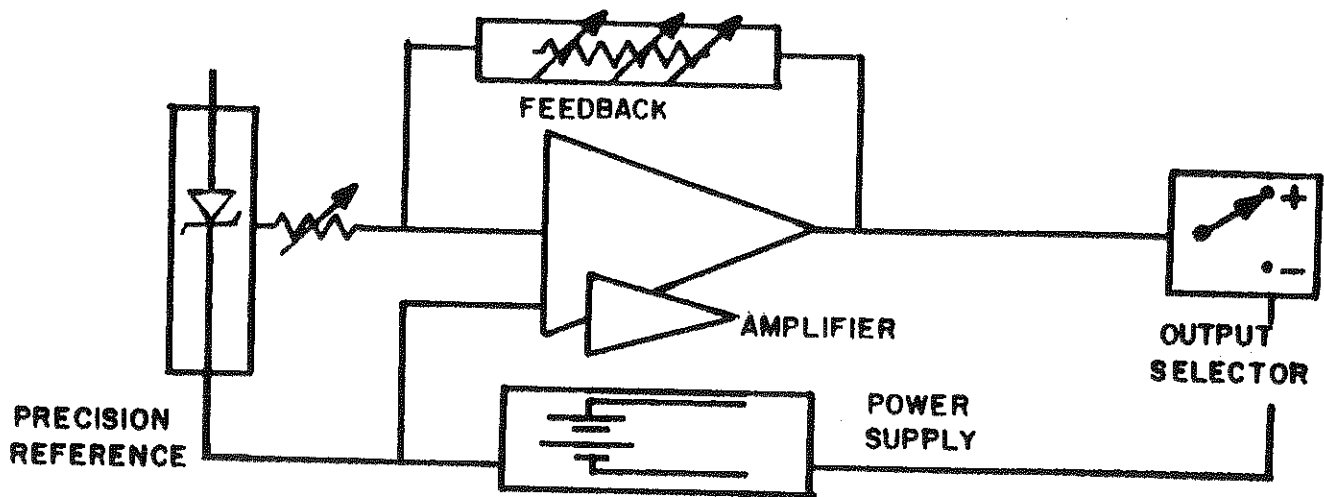 FEEDBACK
AMPLIFIER
+
-
OUTPUT
SELECTOR
PRECISION
REFERENCE
POWER
SUPPLY